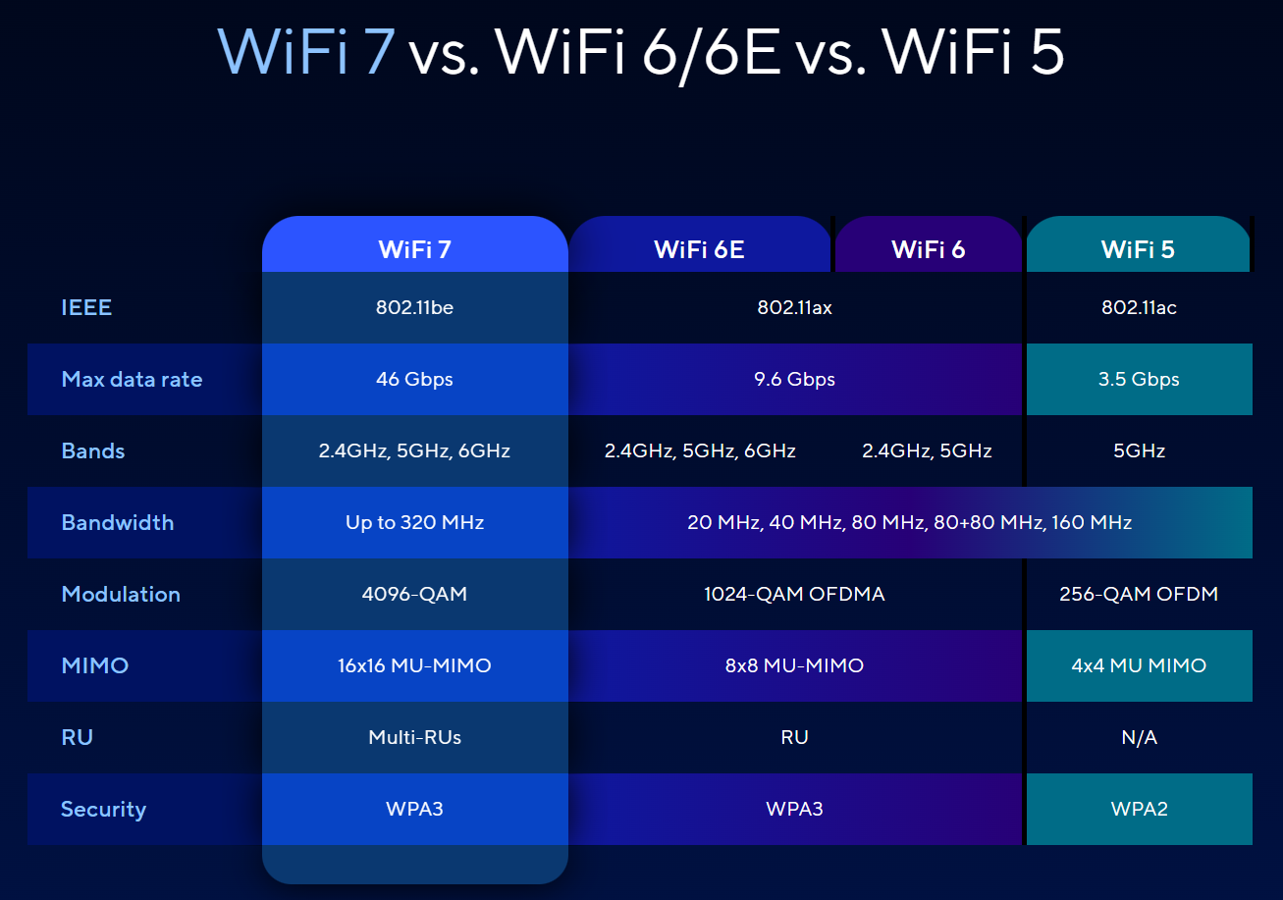 WiFi 7 vs. WiFi 6/6E vs. WiFi 5
WiFi 7 WiFi 6E WiFi 6 WiFi 5
IEEE 802.11be 802.11ax 802.11ac
Max data rate 46 Gbps 9.6 Gbps 3.5 Gbps
Bands 2.4GHz, 5GHz, 6GHz 2.4GHz, 5GHz, 6GHz 2.4GHz, 5GHz 5GHz
Bandwidth Up to 320 MHz 20 MHz, 40 MHz, 80 MHz, 80+80 MHz, 160 MHz
Modulation 4096-QAM 1024-QAM OFDMA 256-QAM OFDM
MIMO 16x16 MU-MIMO 8x8 MU-MIMO 4x4 MU MIMO
RU Multi-RUs RU N/A
Security WPA3 WPA3 WPA2